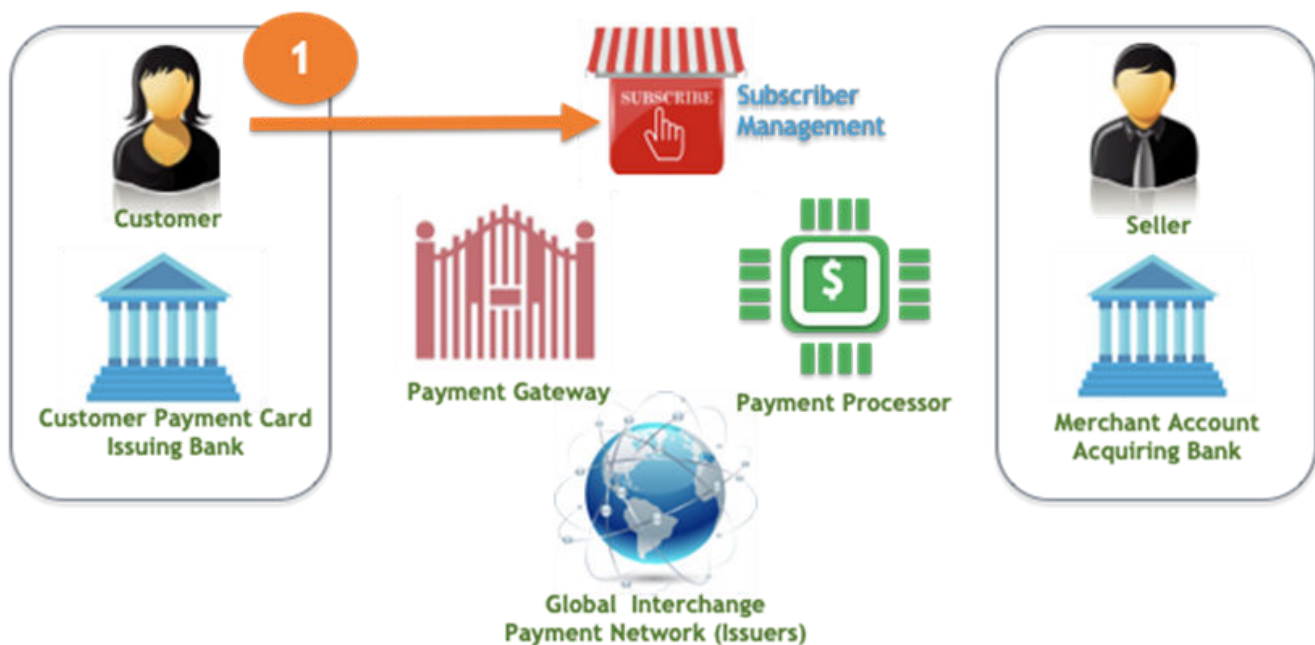 1
SUBSCRIBE
Subscriber
Management
Customer
Seller
$
Payment Gateway
Payment Processor
Customer Payment Card
Issuing Bank
Merchant Account
Acquiring Bank
Global Interchange
Payment Network (Issuers)